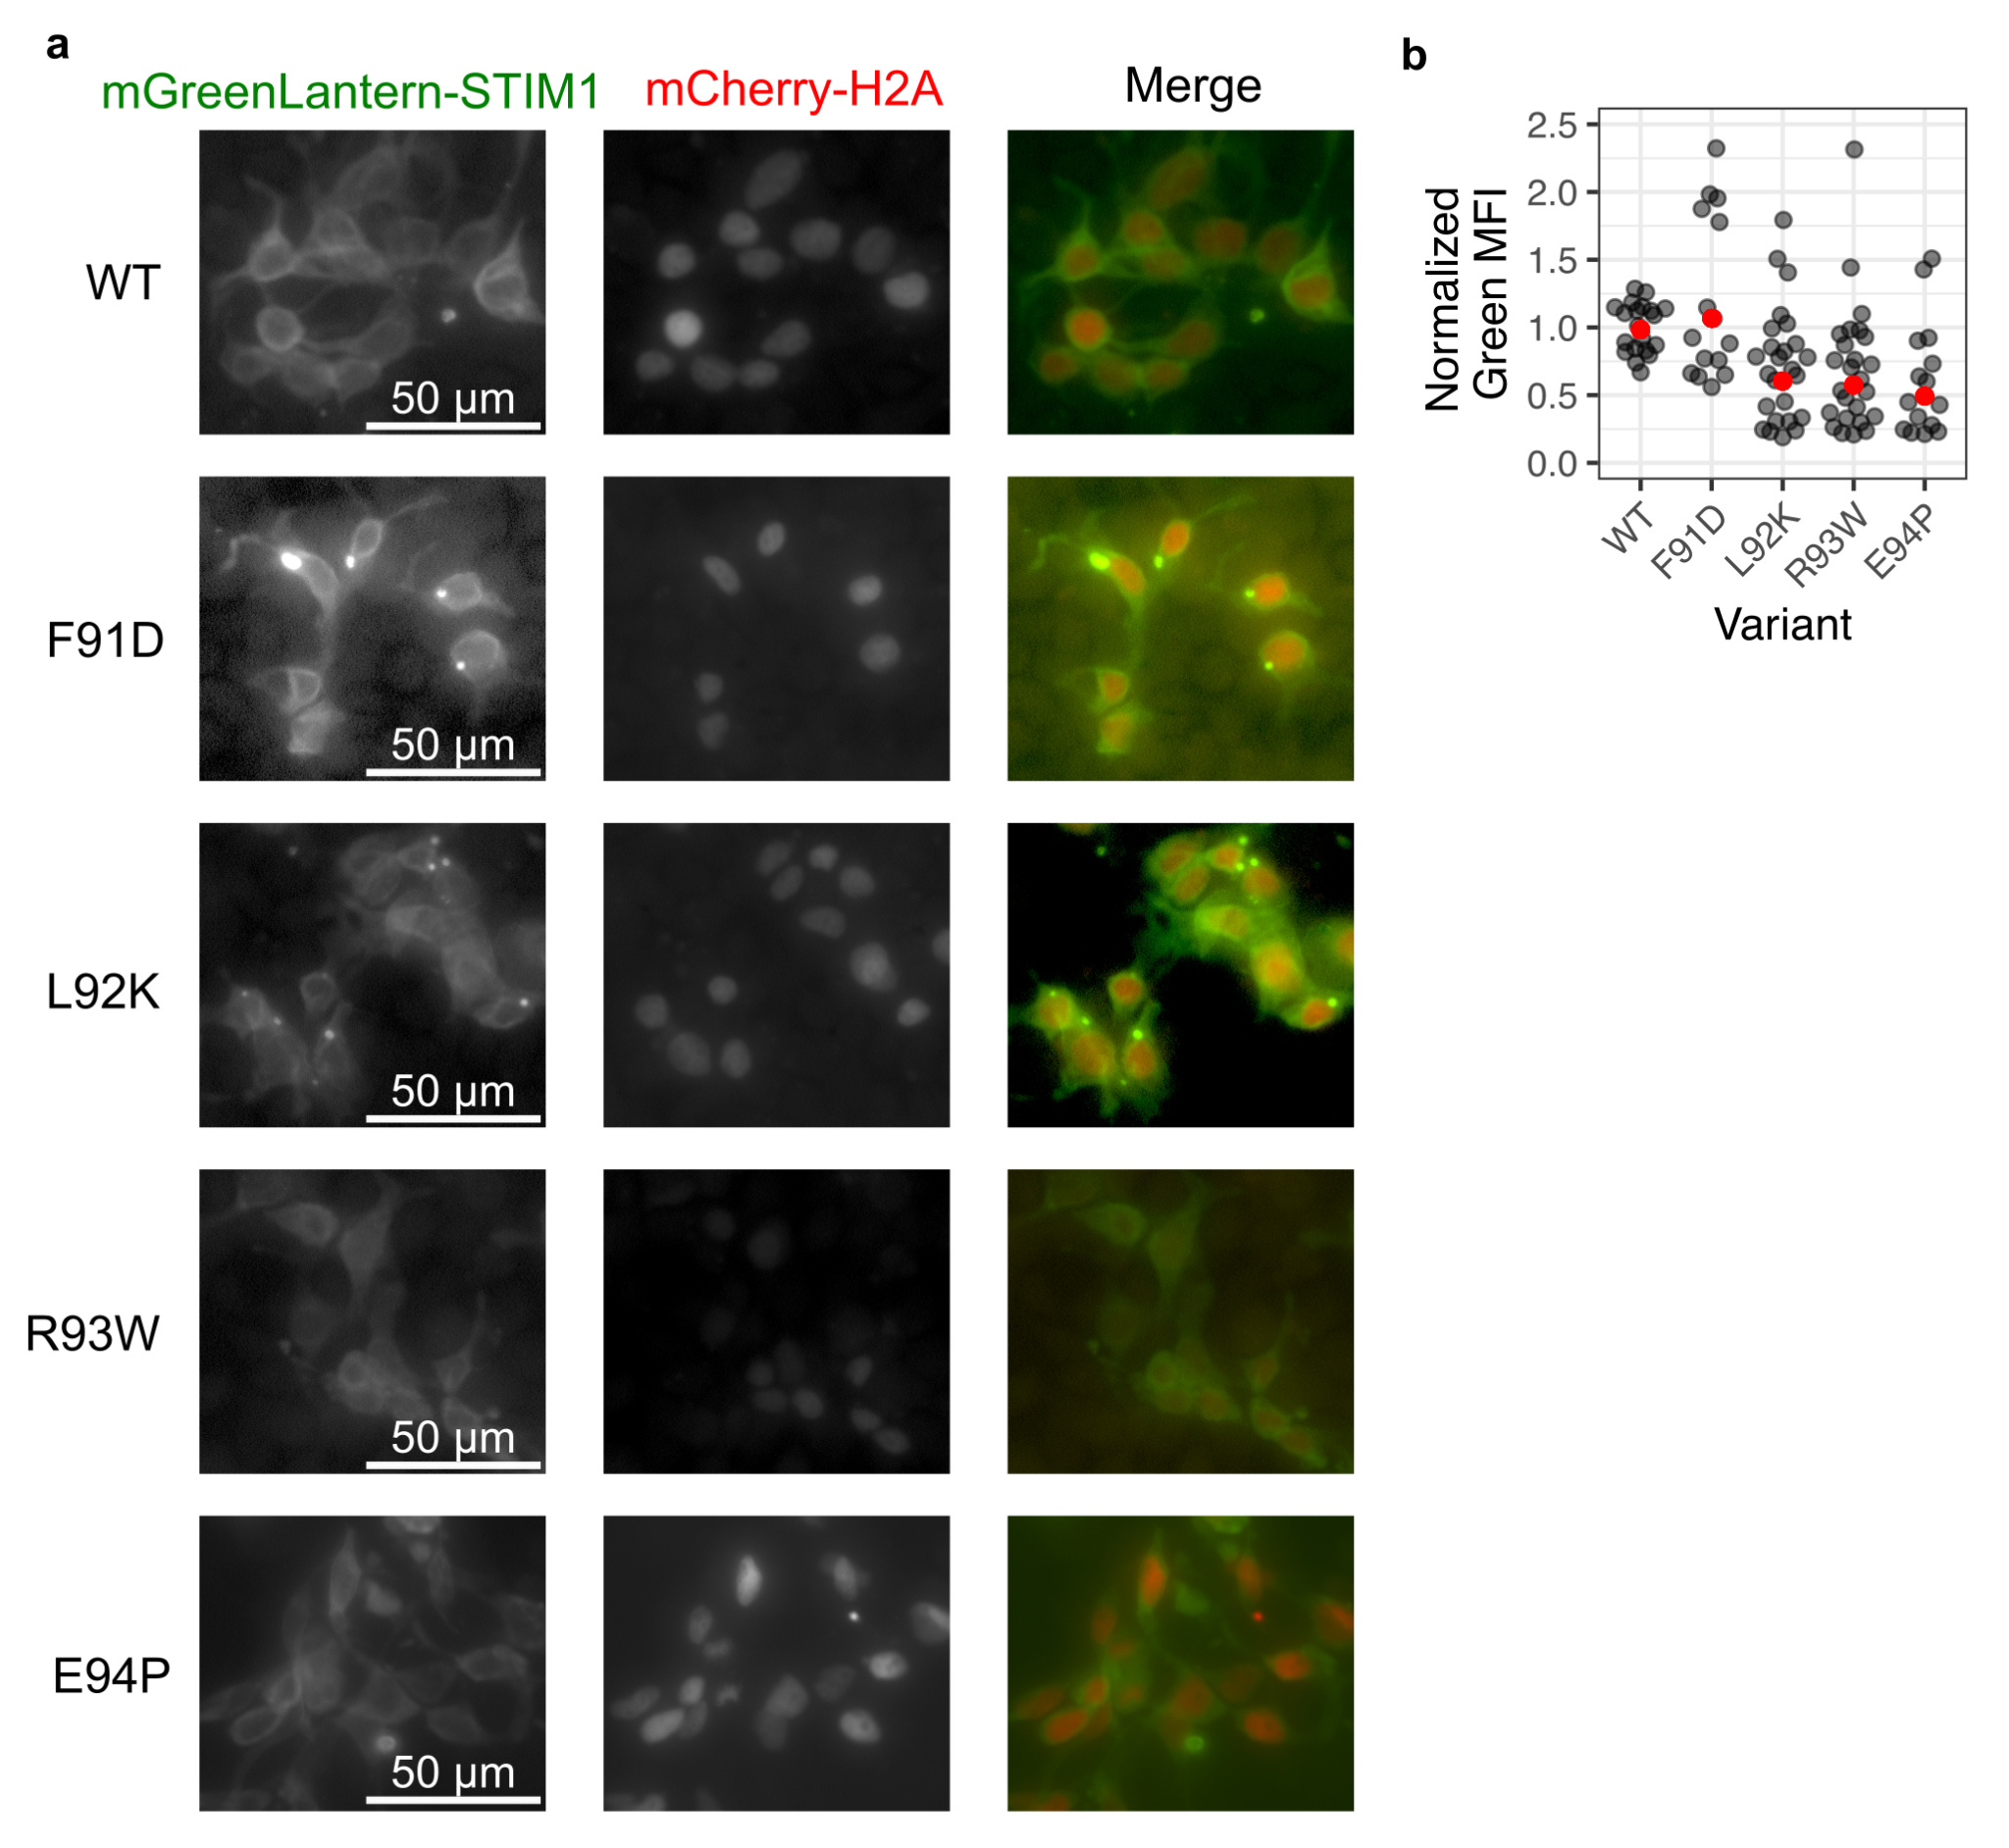 a
mGreenLantern-STIM1 mCherry-H2A Merge
WT
50 µm
F91D
50 µm
L92K
50 µm
R93W
50 µm
E94P
50 µm
b
Normalized
Green MFI
2.5
2.0
1.5
1.0
0.5
0.0
WT F91D L92K R93W E94P
Variant